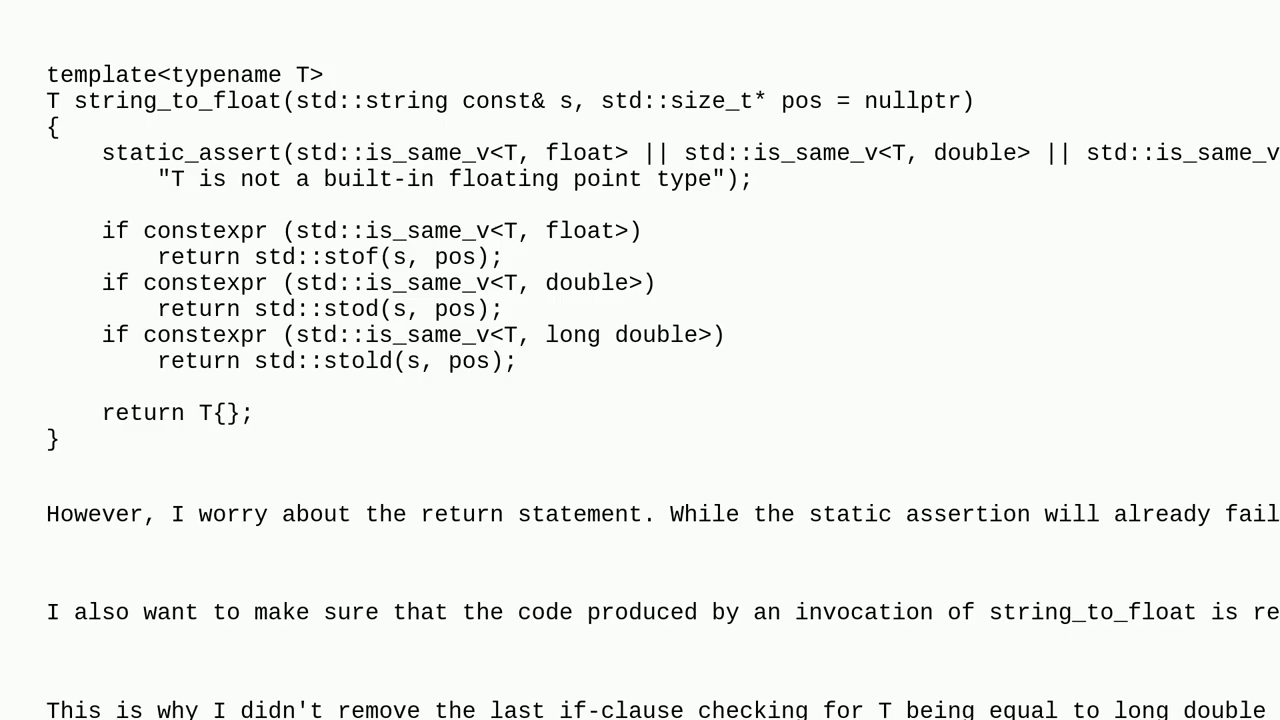 template<typename T>
T string_to_float(std::string const& s, std::size_t* pos = nullptr)
{
    static_assert(std::is_same_v<T, float> || std::is_same_v<T, double> || std::is_same_v
        "T is not a built-in floating point type");
    if constexpr (std::is_same_v<T, float>)
        return std::stof(s, pos);
    if constexpr (std::is_same_v<T, double>)
        return std::stod(s, pos);
    if constexpr (std::is_same_v<T, long double>)
        return std::stold(s, pos);
    return T{};
}
However, I worry about the return statement. While the static assertion will already fail
I also want to make sure that the code produced by an invocation of string_to_float is re
This is why I didn't remove the last if-clause checking for T being equal to long double